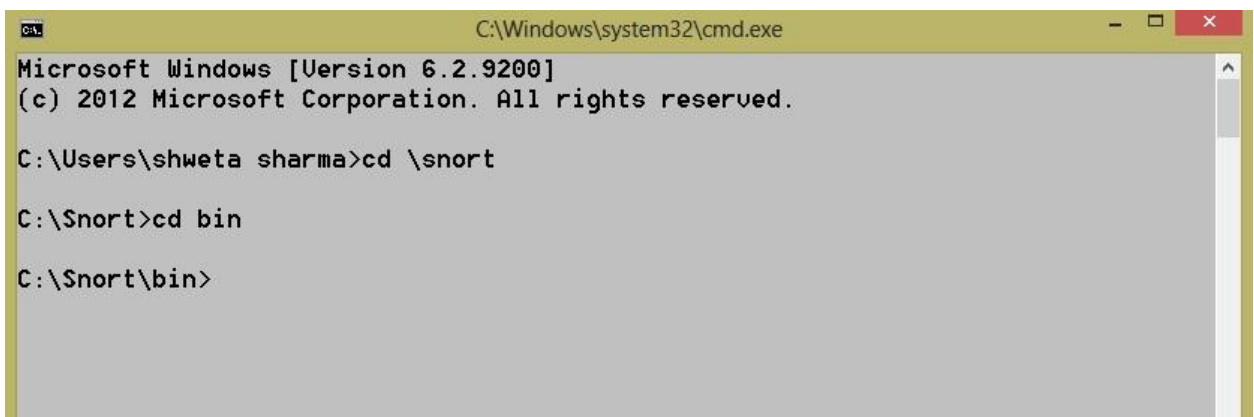 C:\Windows\system32\cmd.exe
Microsoft Windows [Version 6.2.9200]
(c) 2012 Microsoft Corporation. All rights reserved.
C:\Users\shweta sharma>cd \snort
C:\Snort>cd bin
C:\Snort\bin>